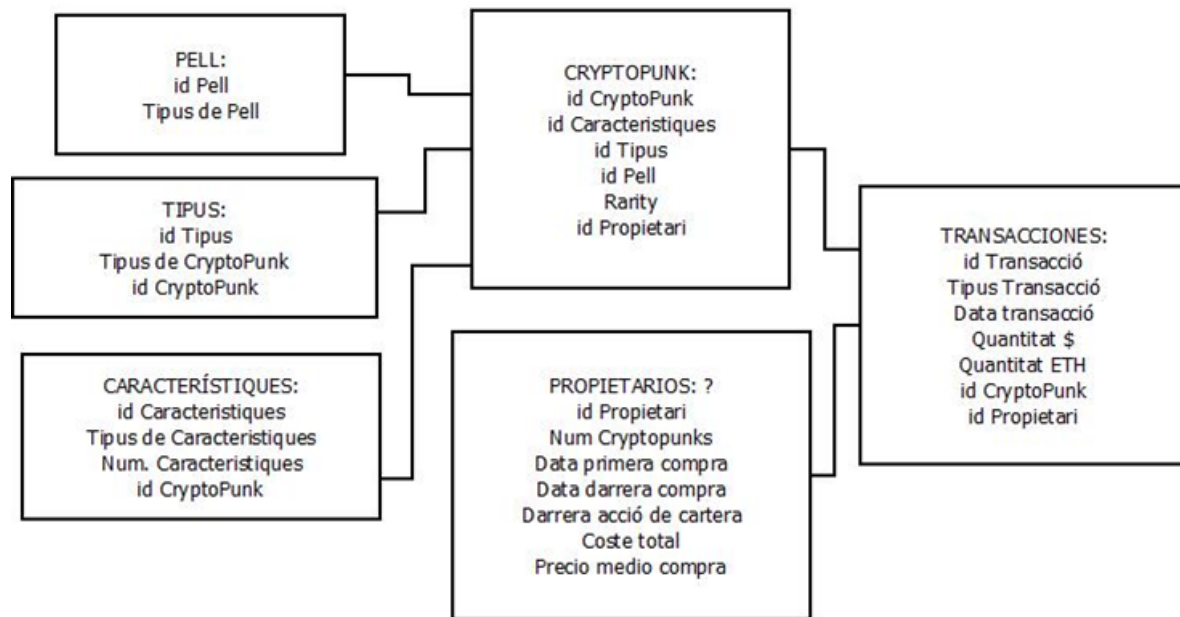 PELL:
id Pell
Tipus de Pell
TIPUS:
id Tipus
Tipus de CryptoPunk
id CryptoPunk
CARACTERÍSTIQUES:
id Caracteristiques
Tipus de Caracteristiques
Num. Caracteristiques
id CryptoPunk
CRYPTOPUNK:
id CryptoPunk
id Caracteristiques
id Tipus
id Pell
Rarity
id Propietari
PROPIETARIOS: ?
id Propietari
Num Cryptopunks
Data primera compra
Data darrera compra
Darrera acció de cartera
Coste total
Precio medio compra
TRANSACCIONES:
id Transacció
Tipus Transacció
Data transacció
Quantitat $
Quantitat ETH
id CryptoPunk
id Propietari